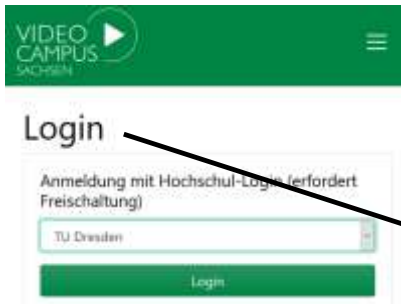 VIDEO
CAMPUS
SACHSEN
Login
Anmeldung mit Hochschul-Login (erfordert
Freischaltung)
TU Dresden
Login